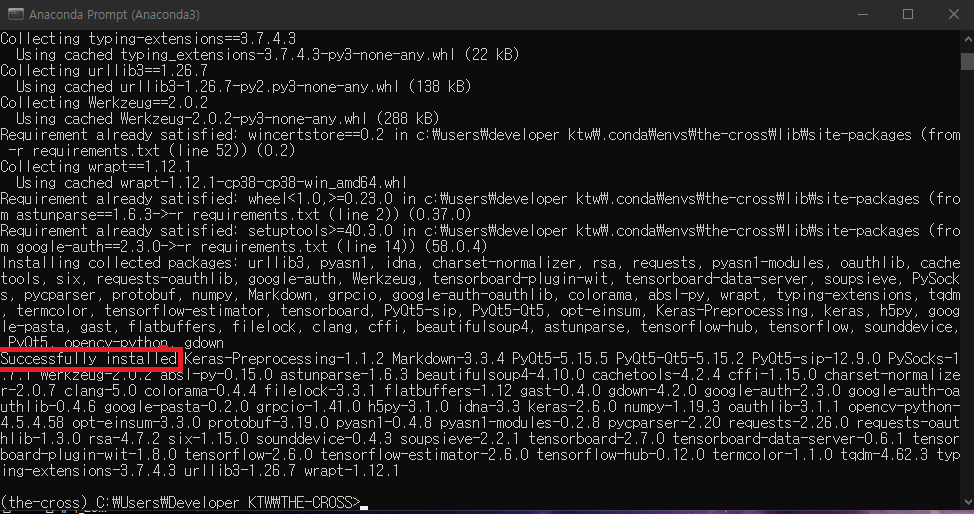 Anaconda Prompt (Anaconda3)
Collecting typing-extensions==3.7.4.3
  Using cached typing_extensions-3.7.4.3-py3-none-any.whl (22 kB)
Collecting urllib3==1.26.7
  Using cached urllib3-1.26.7-py2.py3-none-any.whl (138 kB)
Collecting Werkzeug==2.0.2
  Using cached Werkzeug-2.0.2-py3-none-any.whl (288 kB)
Requirement already satisfied: wincertstore==0.2 in c:₩users₩developer ktw₩.conda₩envs₩the-cross₩lib₩site-packages (from
 -r requirements.txt (line 52)) (0.2)
Collecting wrapt==1.12.1
  Using cached wrapt-1.12.1-cp38-cp38-win_amd64.whl
Requirement already satisfied: wheel<1.0,>=0.23.0 in c:₩users₩developer ktw₩.conda₩envs₩the-cross₩lib₩site-packages (fro
m astunparse==1.6.3->-r requirements.txt (line 2)) (0.37.0)
Requirement already satisfied: setuptools>=40.3.0 in c:₩users₩developer ktw₩.conda₩envs₩the-cross₩lib₩site-packages (fro
m google-auth==2.3.0->-r requirements.txt (line 14)) (58.0.4)
Installing collected packages: urllib3, pyasn1, idna, charset-normalizer, rsa, requests, pyasn1-modules, oauthlib, cache
tools, six, requests-oauthlib, google-auth, Werkzeug, tensorboard-plugin-wit, tensorboard-data-server, soupsieve, PySock
s, pycparser, protobuf, numpy, Markdown, grpcio, google-auth-oauthlib, colorama, absl-py, wrapt, typing-extensions, tqdm
, termcolor, tensorflow-estimator, tensorboard, PyQt5-sip, PyQt5-Qt5, opt-einsum, Keras-Preprocessing, keras, h5py, goog
le-pasta, gast, flatbuffers, filelock, clang, cffi, beautifulsoup4, astunparse, tensorflow-hub, tensorflow, sounddevice,
 PyQt5, opencv-python, gdown
Successfully installed Keras-Preprocessing-1.1.2 Markdown-3.3.4 PyQt5-5.15.5 PyQt5-Qt5-5.15.2 PyQt5-sip-12.9.0 PySocks-1
.7.1 Werkzeug-2.0.2 absl-py-0.15.0 astunparse-1.6.3 beautifulsoup4-4.10.0 cachetools-4.2.4 cffi-1.15.0 charset-normalize
r-2.0.7 clang-5.0 colorama-0.4.4 filelock-3.3.1 flatbuffers-1.12 gast-0.4.0 gdown-4.2.0 google-auth-2.3.0 google-auth-oa
uthlib-0.4.6 google-pasta-0.2.0 grpcio-1.41.0 h5py-3.1.0 idna-3.3 keras-2.6.0 numpy-1.19.3 oauthlib-3.1.1 opencv-python-
4.5.4.58 opt-einsum-3.3.0 protobuf-3.19.0 pyasn1-0.4.8 pyasn1-modules-0.2.8 pycparser-2.20 requests-2.26.0 requests-oaut
hlib-1.3.0 rsa-4.7.2 six-1.15.0 sounddevice-0.4.3 soupsieve-2.2.1 tensorboard-2.7.0 tensorboard-data-server-0.6.1 tensor
board-plugin-wit-1.8.0 tensorflow-2.6.0 tensorflow-estimator-2.6.0 tensorflow-hub-0.12.0 termcolor-1.1.0 tqdm-4.62.3 typ
ing-extensions-3.7.4.3 urllib3-1.26.7 wrapt-1.12.1
(the-cross) C:₩Users₩Developer KTW₩THE-CROSS>